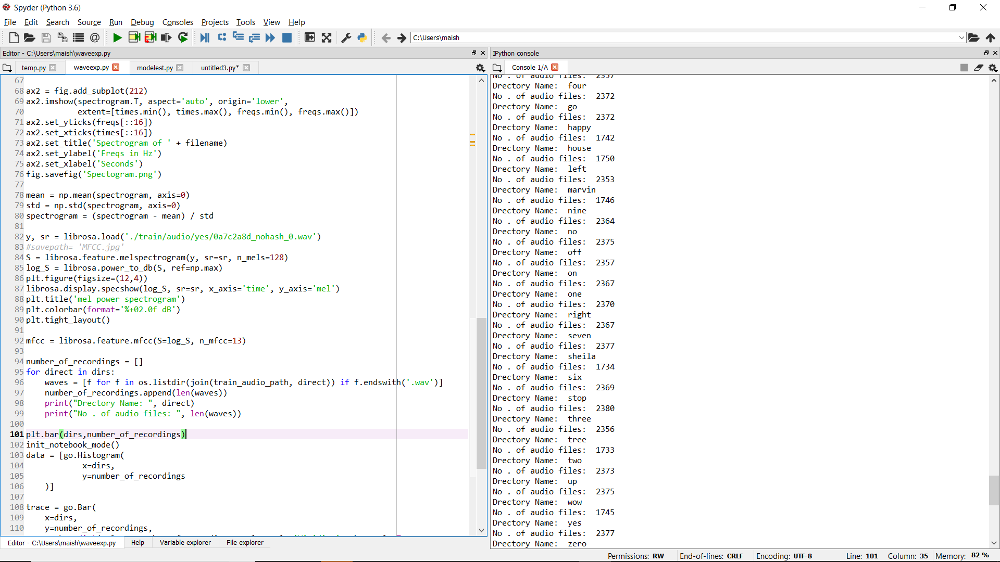 Spyder (Python 3.6)
File Edit Search Source Run Debug Consoles Projects Tools View Help
C:\Users\maish
Editor - C:\Users\maish\waveexp.py
temp.py waveexp.py modelest.py untitled3.py*
67
68 ax2 = fig.add_subplot(212)
69 ax2.imshow(spectrogram.T, aspect='auto', origin='lower',
70            extent=[times.min(), times.max(), freqs.min(), freqs.max()])
71 ax2.set_yticks(freqs[::16])
72 ax2.set_xticks(times[::16])
73 ax2.set_title('Spectrogram of ' + filename)
74 ax2.set_ylabel('Freqs in Hz')
75 ax2.set_xlabel('Seconds')
76 fig.savefig('Spectogram.png')
77
78 mean = np.mean(spectrogram, axis=0)
79 std = np.std(spectrogram, axis=0)
80 spectrogram = (spectrogram - mean) / std
81
82 y, sr = librosa.load('./train/audio/yes/0a7c2a8d_nohash_0.wav')
83 #savepath= 'MFCC.jpg'
84 S = librosa.feature.melspectrogram(y, sr=sr, n_mels=128)
85 log_S = librosa.power_to_db(S, ref=np.max)
86 plt.figure(figsize=(12,4))
87 librosa.display.specshow(log_S, sr=sr, x_axis='time', y_axis='mel')
88 plt.title('mel power spectrogram')
89 plt.colorbar(format='%+02.0f dB')
90 plt.tight_layout()
91
92 mfcc = librosa.feature.mfcc(S=log_S, n_mfcc=13)
93
94 number_of_recordings = []
95 for direct in dirs:
96     waves = [f for f in os.listdir(join(train_audio_path, direct)) if f.endswith('.wav')]
97     number_of_recordings.append(len(waves))
98     print("Drectory Name: ", direct)
99     print("No . of audio files: ", len(waves))
100
101 plt.bar(dirs,number_of_recordings)
102 init_notebook_mode()
103 data = [go.Histogram(
104             x=dirs,
105             y=number_of_recordings
106     )]
107
108 trace = go.Bar(
109     x=dirs,
110     y=number_of_recordings,
Editor - C:\Users\maish\waveexp.py Help Variable explorer File explorer
IPython console
Console 1/A
No . of audio files:  2357
Drectory Name:  four
No . of audio files:  2372
Drectory Name:  go
No . of audio files:  2372
Drectory Name:  happy
No . of audio files:  1742
Drectory Name:  house
No . of audio files:  1750
Drectory Name:  left
No . of audio files:  2353
Drectory Name:  marvin
No . of audio files:  1746
Drectory Name:  nine
No . of audio files:  2364
Drectory Name:  no
No . of audio files:  2375
Drectory Name:  off
No . of audio files:  2357
Drectory Name:  on
No . of audio files:  2367
Drectory Name:  one
No . of audio files:  2370
Drectory Name:  right
No . of audio files:  2367
Drectory Name:  seven
No . of audio files:  2377
Drectory Name:  sheila
No . of audio files:  1734
Drectory Name:  six
No . of audio files:  2369
Drectory Name:  stop
No . of audio files:  2380
Drectory Name:  three
No . of audio files:  2356
Drectory Name:  tree
No . of audio files:  1733
Drectory Name:  two
No . of audio files:  2373
Drectory Name:  up
No . of audio files:  2375
Drectory Name:  wow
No . of audio files:  1745
Drectory Name:  yes
No . of audio files:  2377
Drectory Name:  zero
Permissions: RW End-of-lines: CRLF Encoding: UTF-8 Line: 101 Column: 35 Memory: 82 %